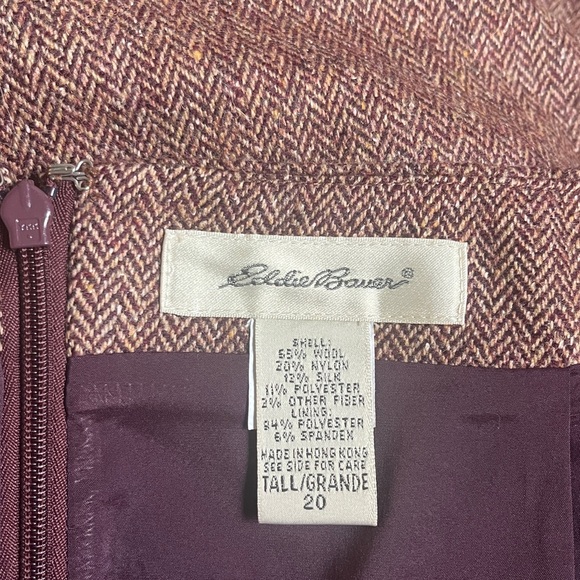 Eddie Bauer®
SHELL:
55% WOOL
20% NYLON
12% SILK
11% POLYESTER
2% OTHER FIBER
LINING:
94% POLYESTER
6% SPANDEX
MADE IN HONG KONG
SEE SIDE FOR CARE
TALL/GRANDE
20